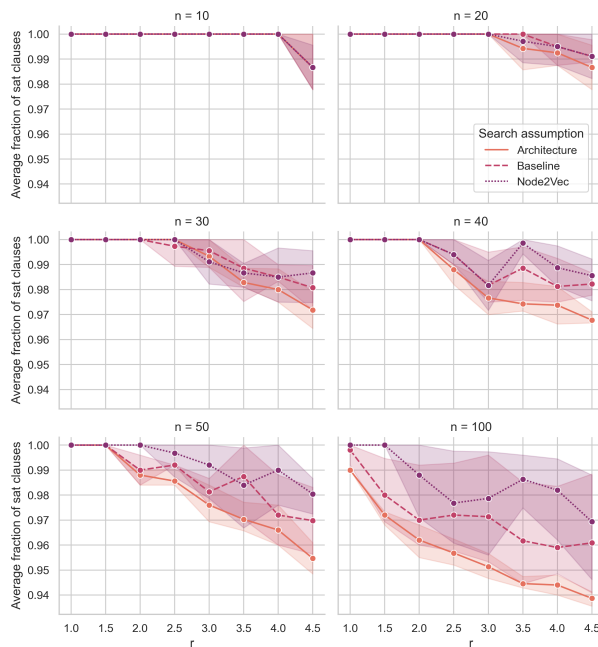 n = 10
n = 20
Average fraction of sat clauses
1.00
0.99
0.98
0.97
0.96
0.95
0.94
Search assumption
Architecture
Baseline
Node2Vec
n = 30
n = 40
Average fraction of sat clauses
1.00
0.99
0.98
0.97
0.96
0.95
0.94
n = 50
n = 100
Average fraction of sat clauses
1.00
0.99
0.98
0.97
0.96
0.95
0.94
1.0 1.5 2.0 2.5 3.0 3.5 4.0 4.5
r
1.0 1.5 2.0 2.5 3.0 3.5 4.0 4.5
r